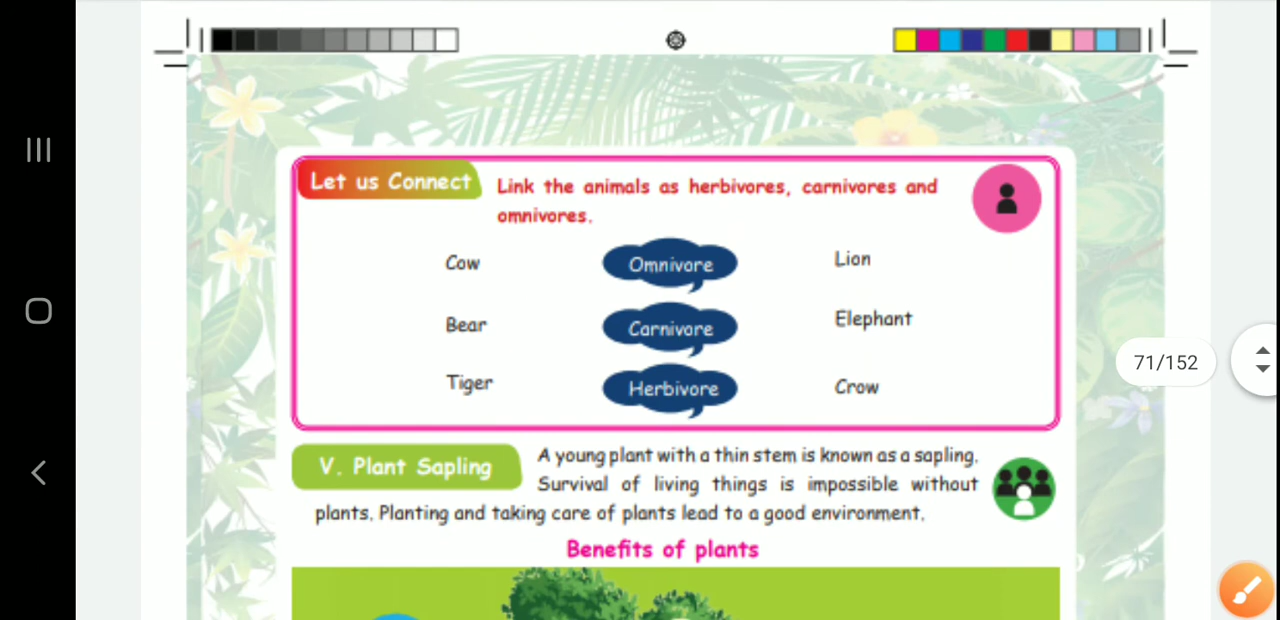 Let us Connect
Link the animals as herbivores, carnivores and
omnivores.
Cow Omnivore Lion
Bear Carnivore Elephant
Tiger Herbivore Crow
71/152
V. Plant Sapling
A young plant with a thin stem is known as a sapling.
Survival of living things is impossible without
plants. Planting and taking care of plants lead to a good environment.
Benefits of plants